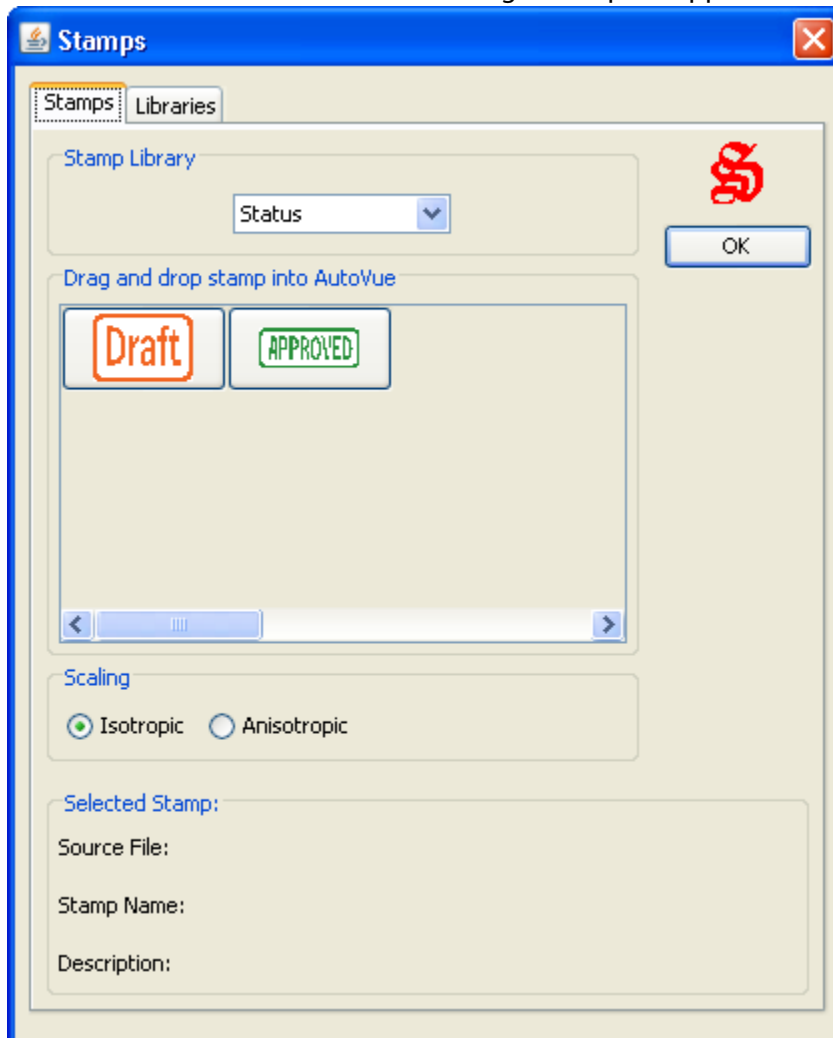 Stamps
Stamps Libraries
Stamp Library
Status
S
OK
Drag and drop stamp into AutoVue
Draft APPROVED
Scaling
Isotropic Anisotropic
Selected Stamp:
Source File:
Stamp Name:
Description: